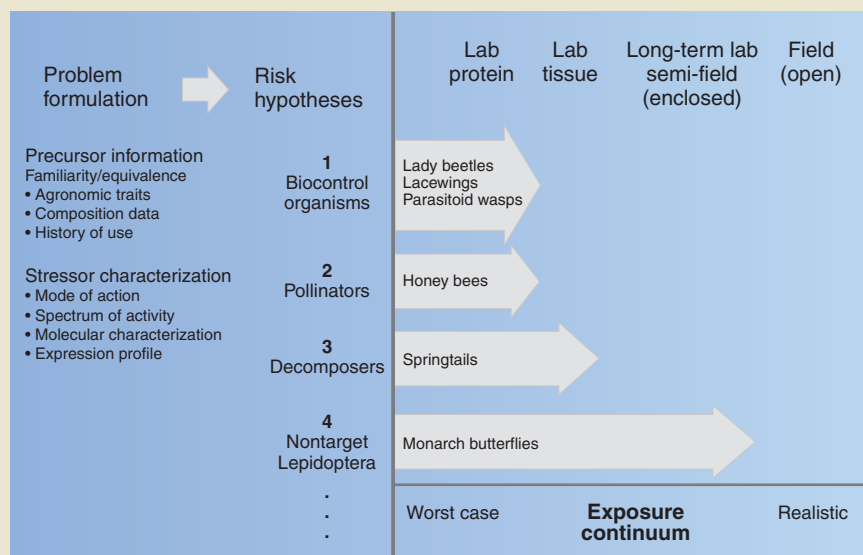 Problem
formulation
Risk
hypotheses
Lab
protein
Lab
tissue
Long-term lab
semi-field
(enclosed)
Field
(open)
Precursor information
Familiarity/equivalence
• Agronomic traits
• Composition data
• History of use
Stressor characterization
• Mode of action
• Spectrum of activity
• Molecular characterization
• Expression profile
1
Biocontrol
organisms
Lady beetles
Lacewings
Parasitoid wasps
2
Pollinators
Honey bees
3
Decomposers
Springtails
4
Nontarget
Lepidoptera
Monarch butterflies
.
.
.
Worst case
Exposure
continuum
Realistic